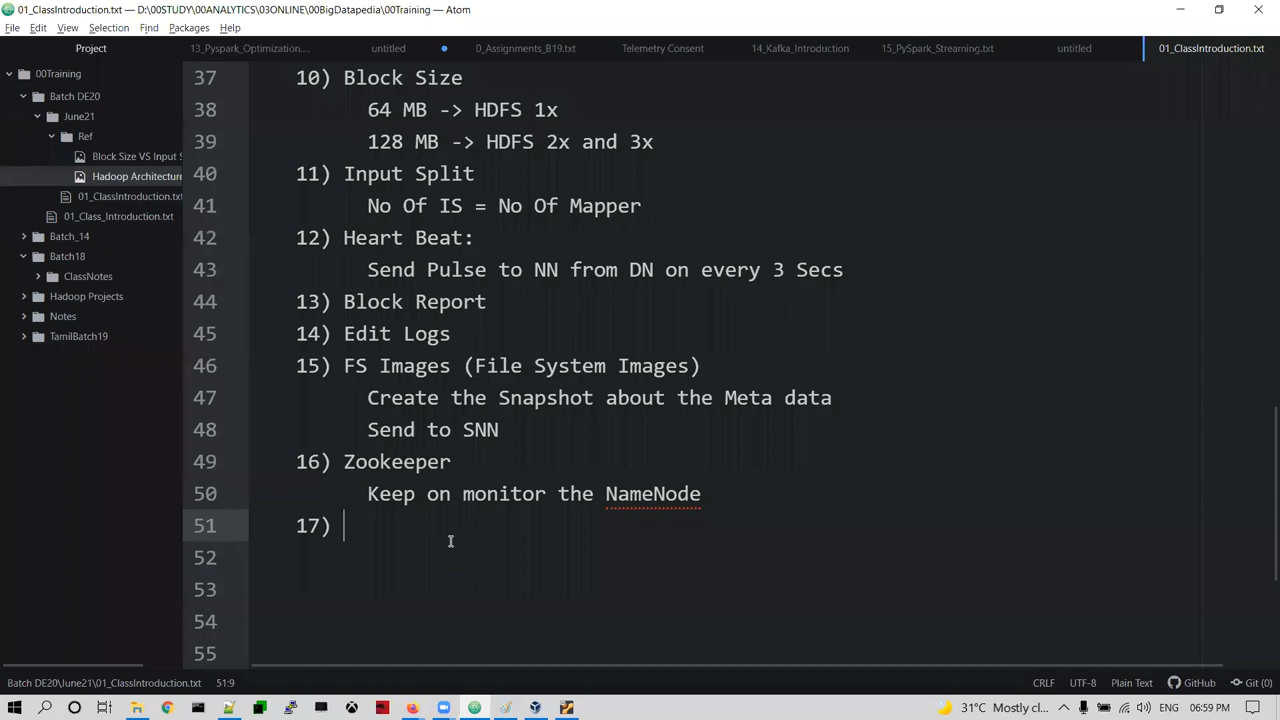 01_ClassIntroduction.txt — D:\00STUDY\00ANALYTICS\03ONLINE\00BigDatapedia\00Training — Atom
File Edit View Selection Find Packages Help
Project
13_Pyspark_Optimization.... untitled 0_Assignments_B19.txt Telemetry Consent 14_Kafka_Introduction 15_PySpark_Streaming.txt untitled 01_ClassIntroduction.txt
00Training
Batch DE20
June21
Ref
Block Size VS Input S
Hadoop Architecture
01_ClassIntroduction.txt
01_Class_Introduction.txt
Batch_14
Batch18
ClassNotes
Hadoop Projects
Notes
TamilBatch19
37 10) Block Size
38 64 MB -> HDFS 1x
39 128 MB -> HDFS 2x and 3x
40 11) Input Split
41 No Of IS = No Of Mapper
42 12) Heart Beat:
43 Send Pulse to NN from DN on every 3 Secs
44 13) Block Report
45 14) Edit Logs
46 15) FS Images (File System Images)
47 Create the Snapshot about the Meta data
48 Send to SNN
49 16) Zookeeper
50 Keep on monitor the NameNode
51 17)
52
53
54
55
Batch DE20\June21\01_ClassIntroduction.txt 51:9 CRLF UTF-8 Plain Text GitHub Git (0)
31°C Mostly cl... 06:59 PM